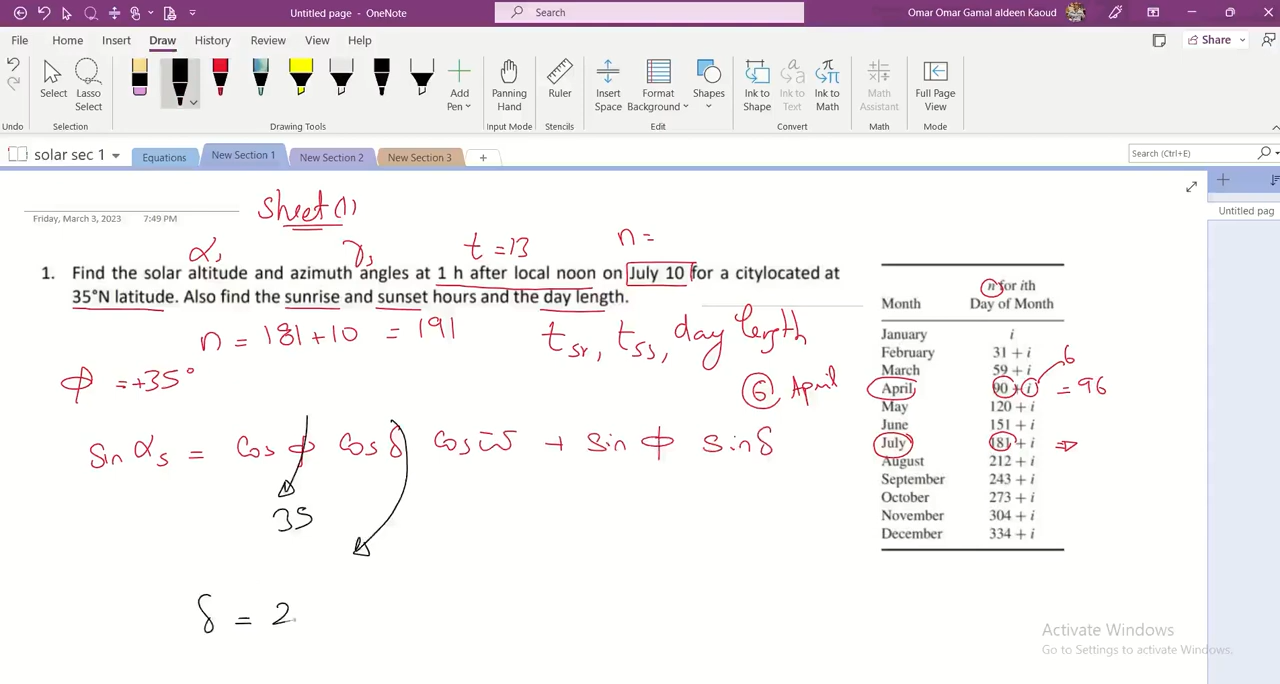 Untitled page - OneNote
Search
Omar Omar Gamal aldeen Kaoud
File Home Insert Draw History Review View Help
Share
Undo
Select
Lasso Select
Add Pen
Panning Hand
Ruler
Insert Space
Format Background
Shapes
Ink to Shape
Ink to Text
Ink to Math
Math Assistant
Full Page View
Undo
Selection
Drawing Tools
Input Mode
Stencils
Edit
Convert
Math
Mode
solar sec 1
Equations
New Section 1
New Section 2
New Section 3
+
Search (Ctrl+E)
Untitled pag
Friday, March 3, 2023 7:49 PM
Sheet (1)
αs γs t = 13 n =
1. Find the solar altitude and azimuth angles at 1 h after local noon on July 10 for a citylocated at
35°N latitude. Also find the sunrise and sunset hours and the day length.
n = 181+10 = 191
tsr, tss, day length
ϕ = +35°
6 April
sin αs = cos ϕ cos δ cos ω + sin ϕ sin δ
35
δ = 2
n for ith
Month Day of Month
January i
February 31 + i
March 59 + i
6
April 90 + i = 96
May 120 + i
June 151 + i
July 181 + i ⇒
August 212 + i
September 243 + i
October 273 + i
November 304 + i
December 334 + i
Activate Windows
Go to Settings to activate Windows.